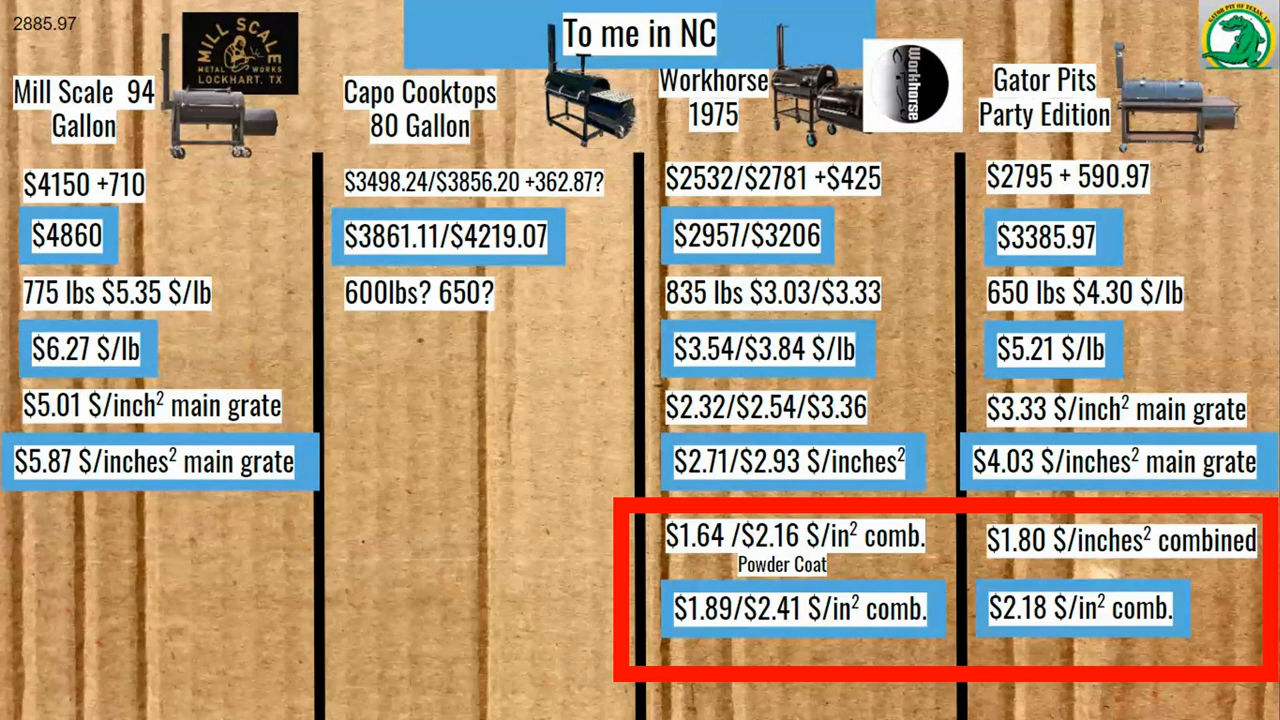 2885.97
To me in NC
MILL SCALE
METAL WORKS
LOCKHART, TX
Mill Scale 94
Gallon
$4150 +710
$4860
775 lbs $5.35 $/lb
$6.27 $/lb
$5.01 $/inch² main grate
$5.87 $/inches² main grate
Capo Cooktops
80 Gallon
$3498.24/$3856.20 +362.87?
$3861.11/$4219.07
600lbs? 650?
Workhorse
1975
Workhorse
$2532/$2781 +$425
$2957/$3206
835 lbs $3.03/$3.33
$3.54/$3.84 $/lb
$2.32/$2.54/$3.36
$2.71/$2.93 $/inches²
$1.64 /$2.16 $/in² comb.
Powder Coat
$1.89/$2.41 $/in² comb.
GATOR PIT OF TEXAS, LP
Gator Pits
Party Edition
$2795 + 590.97
$3385.97
650 lbs $4.30 $/lb
$5.21 $/lb
$3.33 $/inch² main grate
$4.03 $/inches² main grate
$1.80 $/inches² combined
$2.18 $/in² comb.